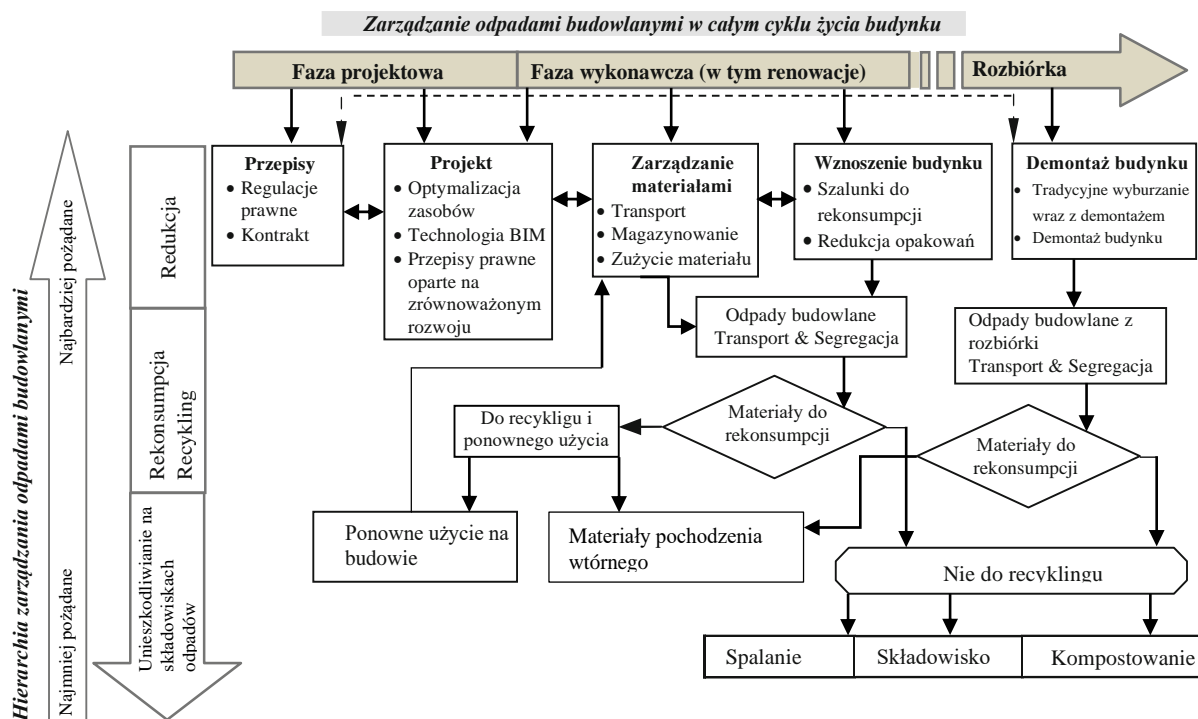 Zarządzanie odpadami budowlanymi w całym cyklu życia budynku
Faza projektowa
Faza wykonawcza (w tym renowacje)
Rozbiórka
Hierarchia zarządzania odpadami budowlanymi
Najbardziej pożądane
Najmniej pożądane
Redukcja
Rekonsumpcja
Recykling
Unieszkodliwianie na
składowiskach
odpadów
Przepisy
• Regulacje
prawne
• Kontrakt
Projekt
• Optymalizacja
zasobów
• Technologia BIM
• Przepisy prawne
oparte na
zrównoważonym
rozwoju
Zarządzanie
materiałami
• Transport
• Magazynowanie
• Zużycie materiału
Wznoszenie budynku
• Szalunki do
rekonsumpcji
• Redukcja opakowań
Demontaż budynku
• Tradycyjne wyburzanie
wraz z demontażem
• Demontaż budynku
Odpady budowlane
Transport & Segregacja
Odpady budowlane z
rozbiórki
Transport & Segregacja
Do recykligu i
ponownego użycia
Materiały do
rekonsumpcji
Materiały do
rekonsumpcji
Ponowne użycie na
budowie
Materiały pochodzenia
wtórnego
Nie do recyklingu
Spalanie
Składowisko
Kompostowanie